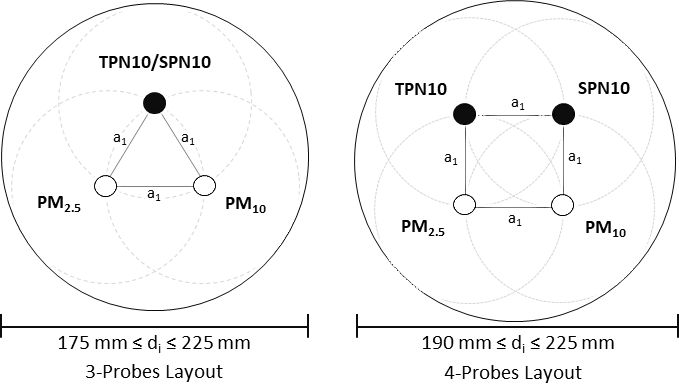 TPN10/SPN10
a₁ a₁
a₁
PM₂.₅ PM₁₀
175 mm ≤ dᵢ ≤ 225 mm
3-Probes Layout
TPN10 SPN10
a₁
a₁ a₁
a₁
PM₂.₅ PM₁₀
190 mm ≤ dᵢ ≤ 225 mm
4-Probes Layout